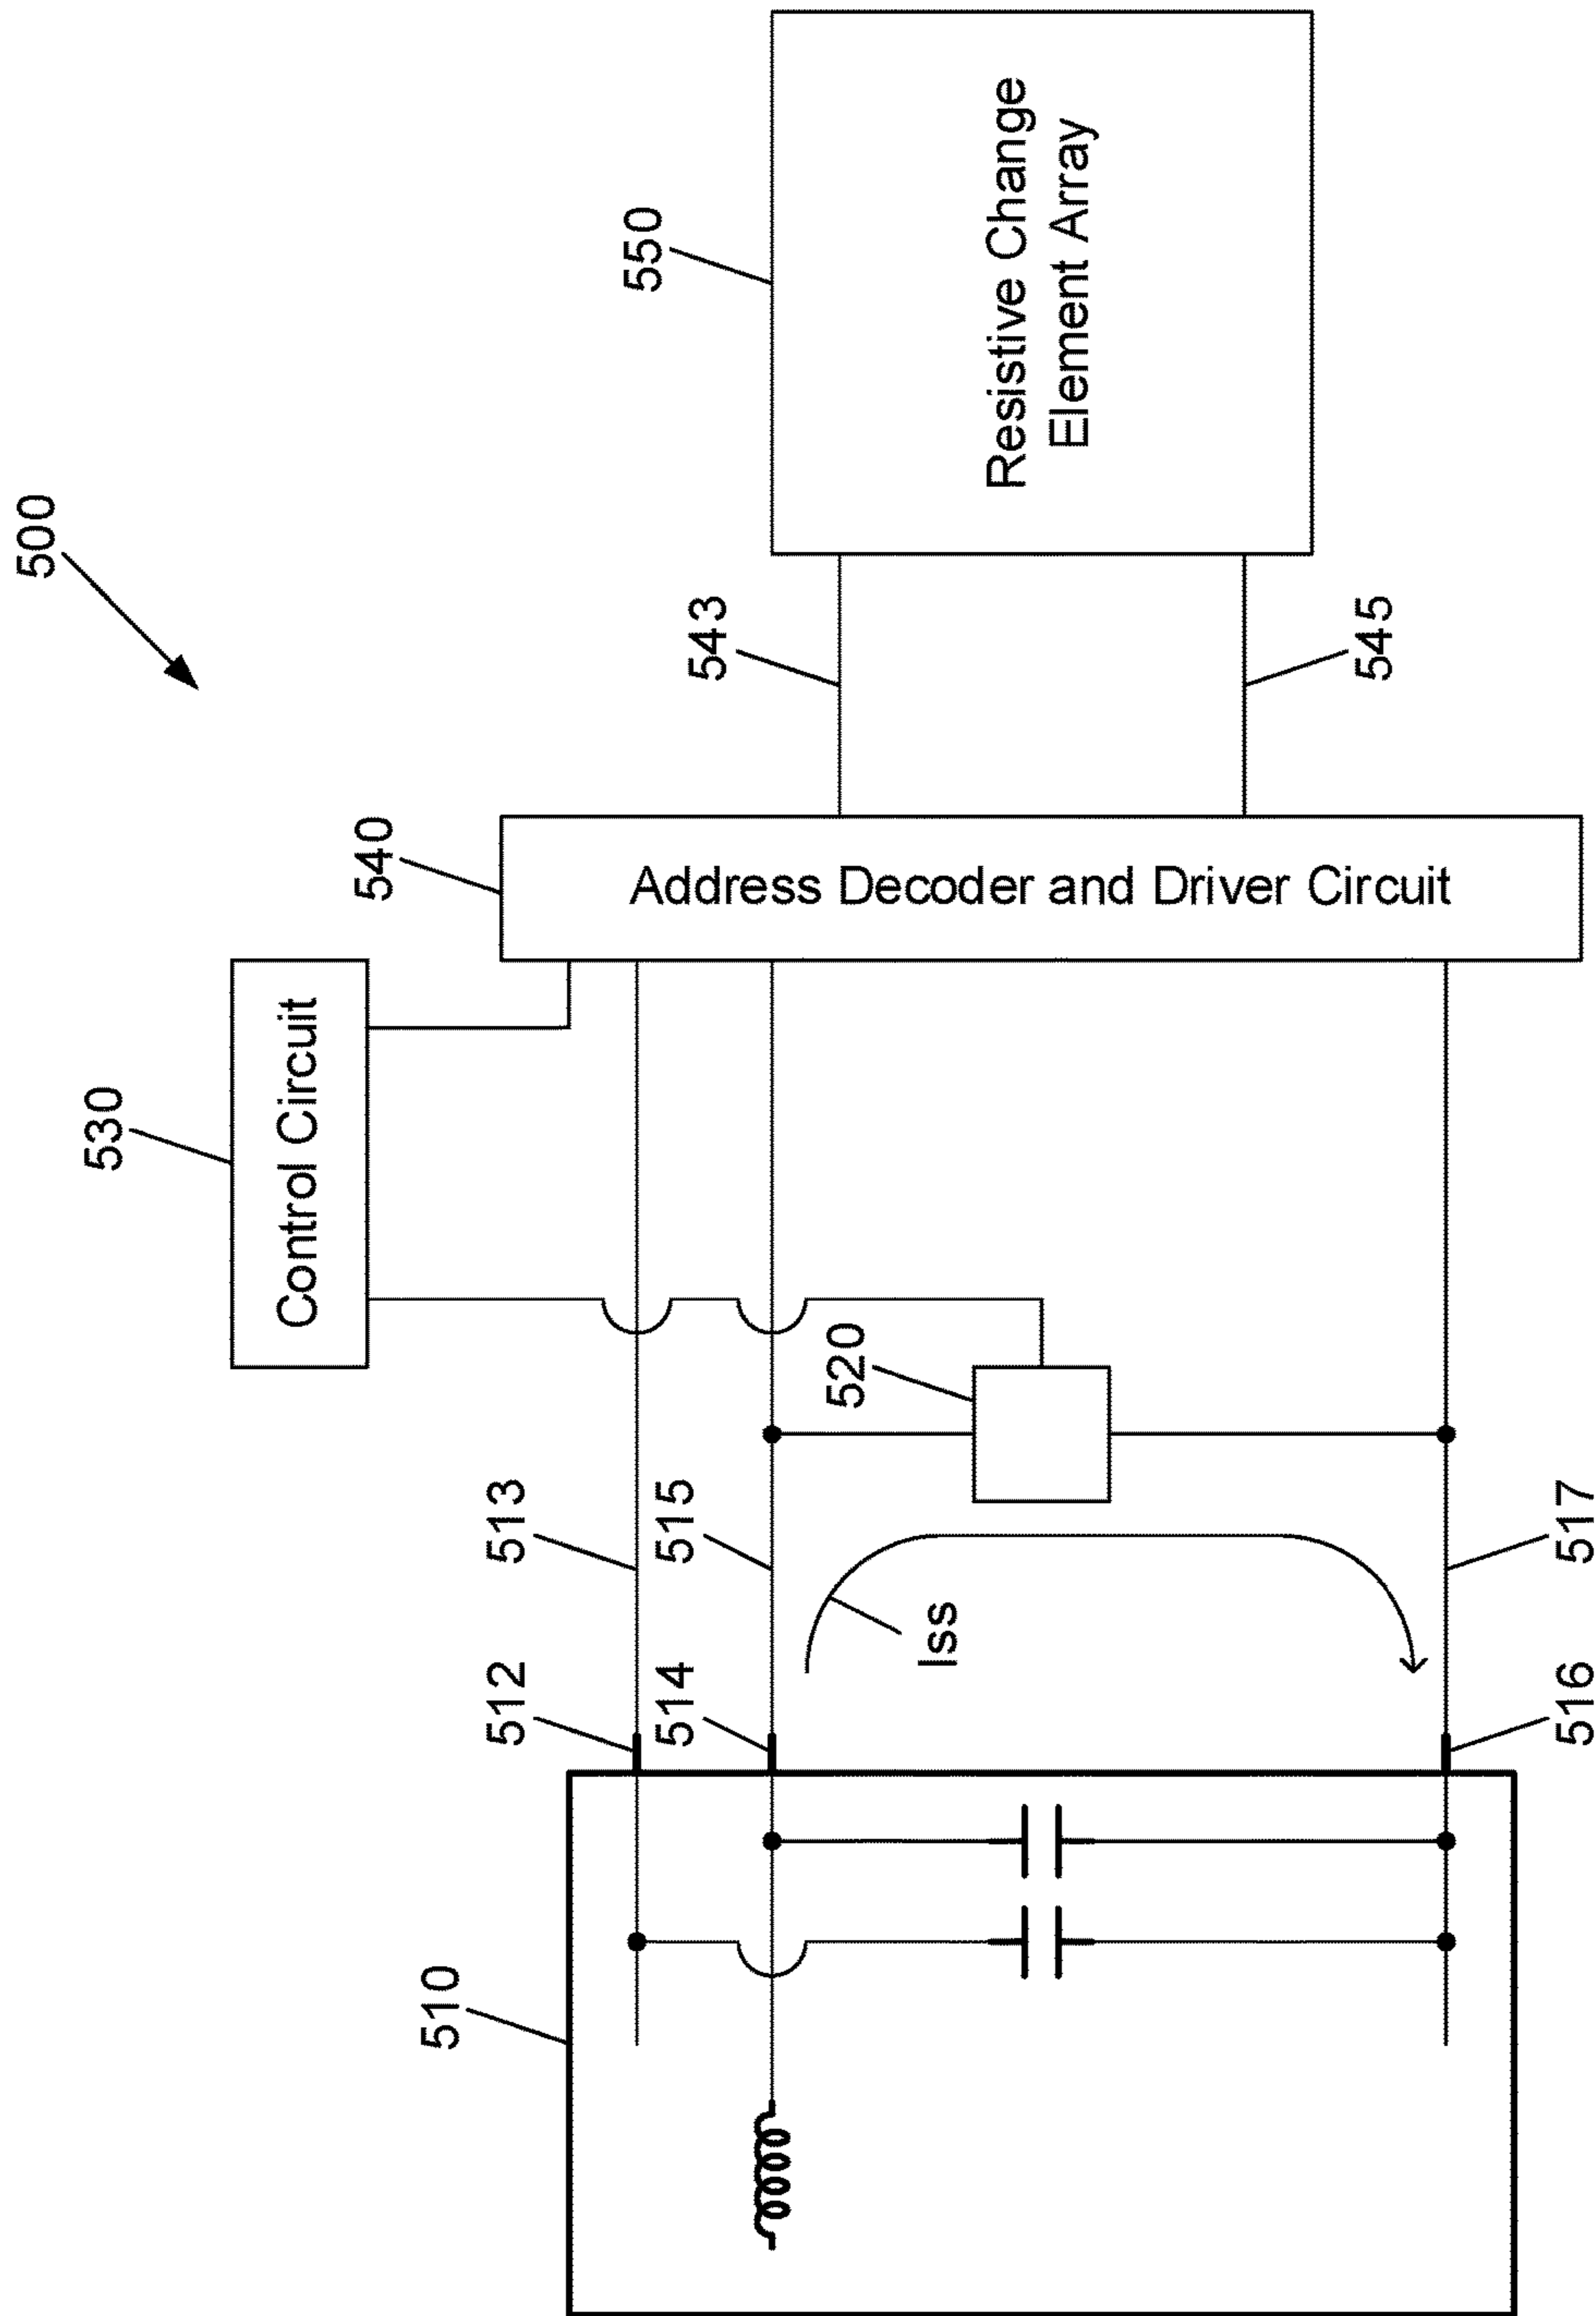 500
530
Control Circuit
540
Address Decoder and Driver Circuit
550
Resistive Change
Element Array
543
545
510
512
513
514
515
520
Iss
516
517